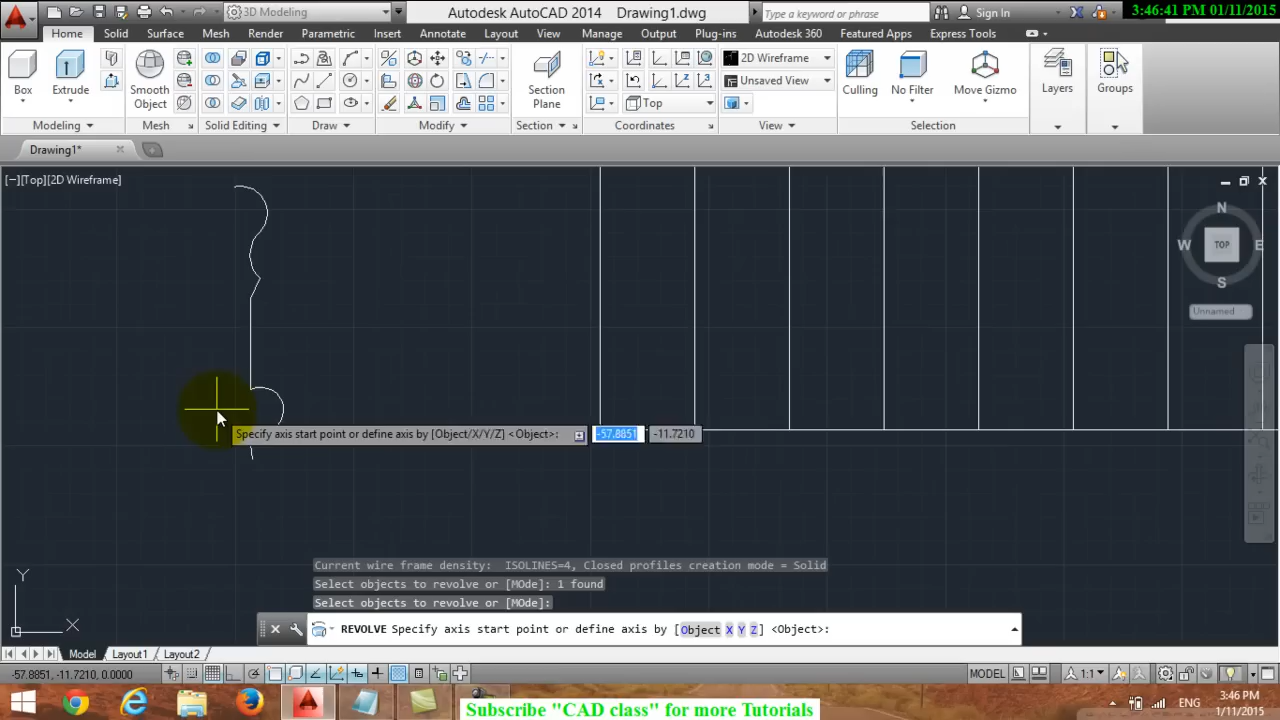 3D Modeling
Autodesk AutoCAD 2014 Drawing1.dwg
Type a keyword or phrase
Sign In
3:46:41 PM 01/11/2015
Home Solid Surface Mesh Render Parametric Insert Annotate Layout View Manage Output Plug-ins Autodesk 360 Featured Apps Express Tools
Box
Extrude
Smooth
Object
Section
Plane
2D Wireframe
Unsaved View
Top
Culling
No Filter
Move Gizmo
Layers
Groups
Modeling
Mesh
Solid Editing
Draw
Modify
Section
Coordinates
View
Selection
Drawing1*
[−][Top][2D Wireframe]
N
W TOP E
S
Unnamed
Specify axis start point or define axis by [Object/X/Y/Z] <Object>: -57.8851 -11.7210
Current wire frame density: ISOLINES=4, Closed profiles creation mode = Solid
Select objects to revolve or [MOde]: 1 found
Select objects to revolve or [MOde]:
Y
X
REVOLVE Specify axis start point or define axis by [Object X Y Z] <Object>:
Model Layout1 Layout2
-57.8851, -11.7210, 0.0000
MODEL
1:1
ENG
3:46 PM
1/11/2015
Subscribe "CAD class" for more Tutorials